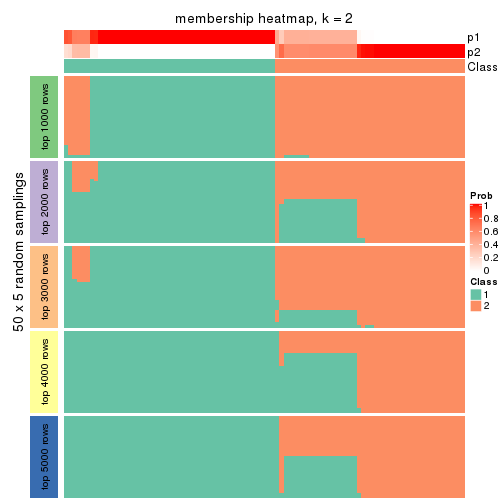 membership heatmap, k = 2
p1
p2
Class
50 x 5 random samplings
top 1000 rows
top 2000 rows
top 3000 rows
top 4000 rows
top 5000 rows
Prob
1
0.8
0.6
0.4
0.2
0
Class
1
2